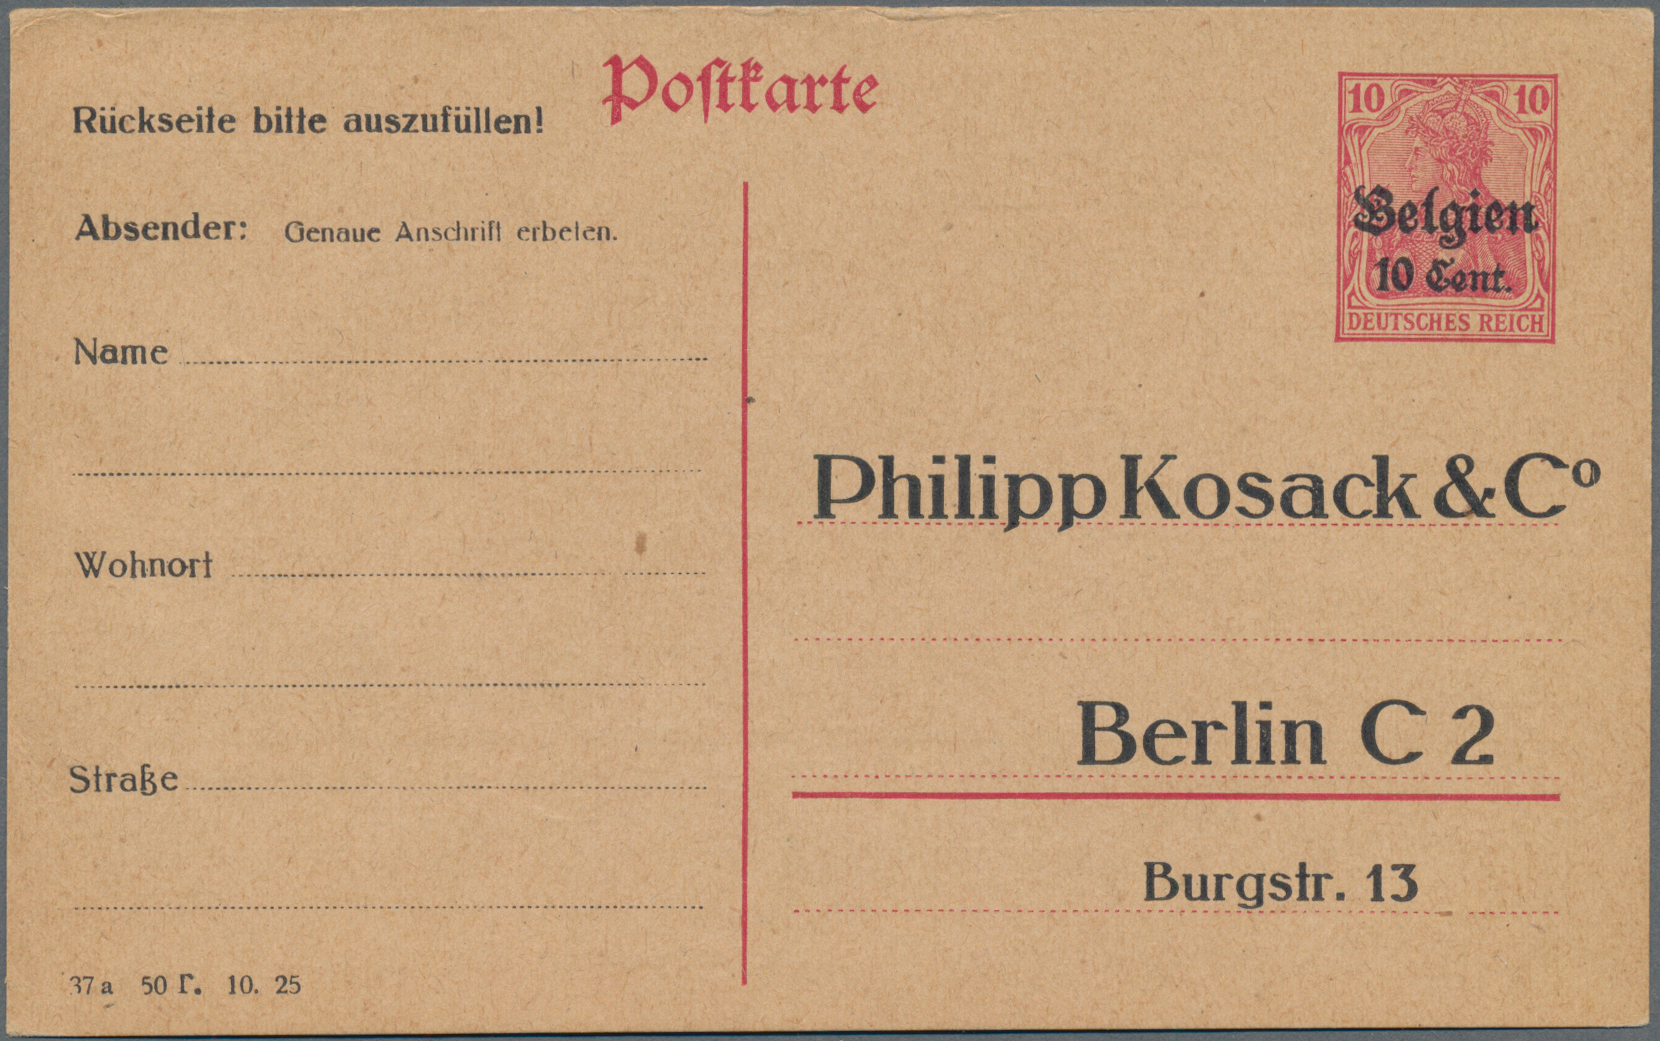 Postkarte
Rückseite bitte auszufüllen!
Absender: Genaue Anschrift erbeten.
Name
Wohnort
Straße
37a 50 T. 10. 25
10 10
Belgien
10 Cent.
DEUTSCHES REICH
Philipp Kosack & Co
Berlin C 2
Burgstr. 13